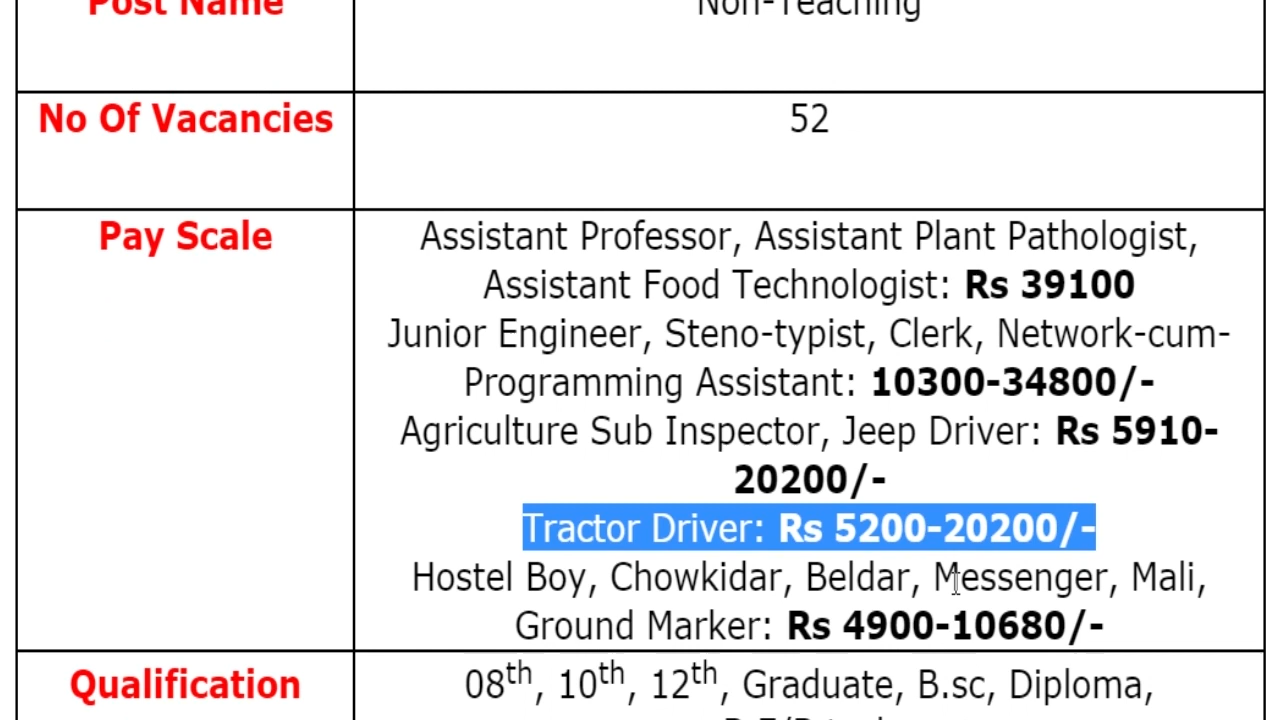 Post Name
Non-Teaching
No Of Vacancies
52
Pay Scale
Assistant Professor, Assistant Plant Pathologist,
Assistant Food Technologist: Rs 39100
Junior Engineer, Steno-typist, Clerk, Network-cum-
Programming Assistant: 10300-34800/-
Agriculture Sub Inspector, Jeep Driver: Rs 5910-
20200/-
Tractor Driver: Rs 5200-20200/-
Hostel Boy, Chowkidar, Beldar, Messenger, Mali,
Ground Marker: Rs 4900-10680/-
Qualification
08th, 10th, 12th, Graduate, B.sc, Diploma,